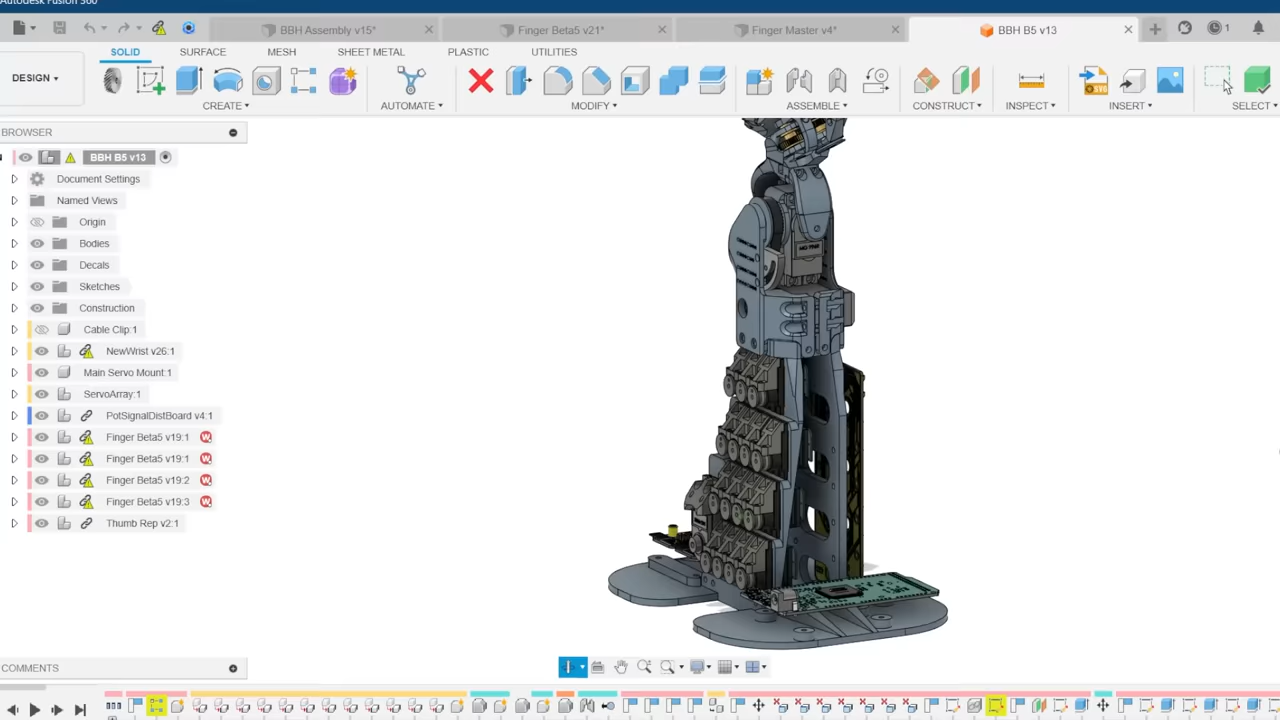 Autodesk Fusion 360
BBH Assembly v15*
Finger Beta5 v21*
Finger Master v4*
BBH B5 v13
1
DESIGN
SOLID
SURFACE
MESH
SHEET METAL
PLASTIC
UTILITIES
CREATE
AUTOMATE
MODIFY
ASSEMBLE
CONSTRUCT
INSPECT
INSERT
SELECT
BROWSER
BBH B5 v13
Document Settings
Named Views
Origin
Bodies
Decals
Sketches
Construction
Cable Clip:1
NewWrist v26:1
Main Servo Mount:1
ServoArray:1
PotSignalDistBoard v4:1
Finger Beta5 v19:1
Finger Beta5 v19:1
Finger Beta5 v19:2
Finger Beta5 v19:3
Thumb Rep v2:1
COMMENTS